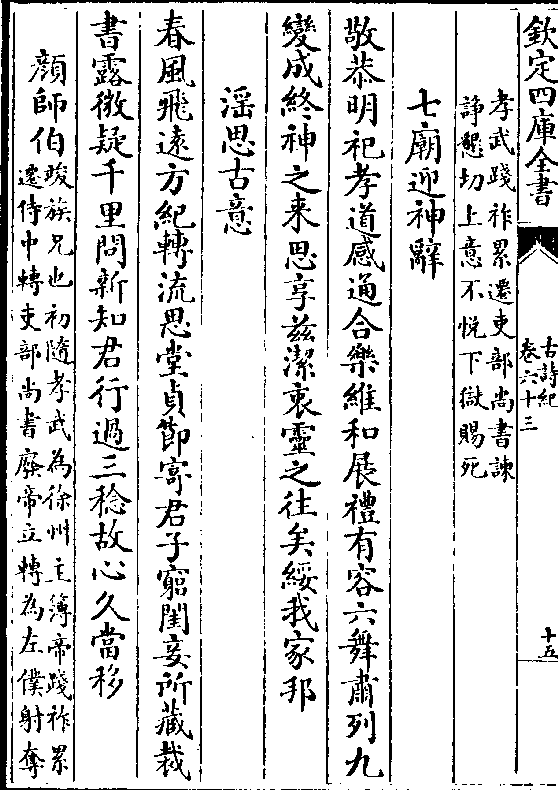 欽定四庫全書
古詩紀
卷六十三
十五
孝武踐祚累遷吏部尚書諫
諍懇切上意不悅下獄賜死
七廟迎神辭
敬恭明祀孝道感通合樂維和展禮有容六舞肅列九
變成終神之来思享兹潔衷靈之往矣綏我家邦
滛思古意
春風飛遠方紀轉流思堂貞節寄君子窮閨妾所藏裁
書露微疑千里問新知君行過三稔故心久當移
顔師伯
峻族兄也初隨孝武為徐州主簿帝踐祚累
遷侍中轉吏部尚書廢帝立轉為左僕射奪